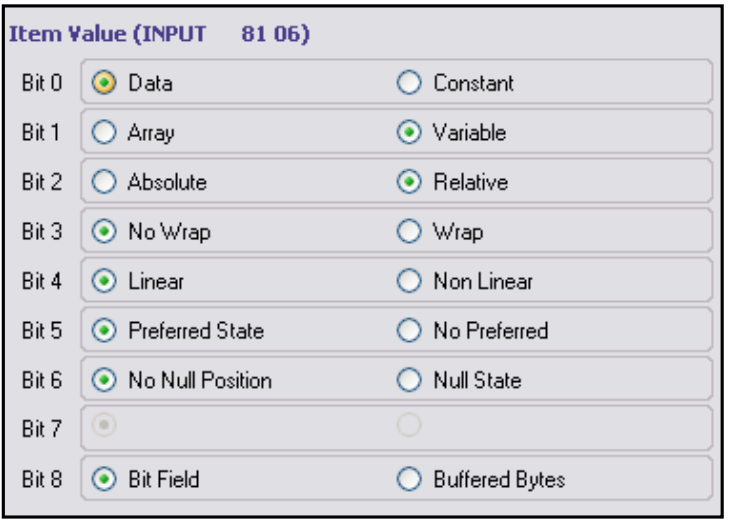 Item Value (INPUT 81 06)
Bit 0 Data Constant
Bit 1 Array Variable
Bit 2 Absolute Relative
Bit 3 No Wrap Wrap
Bit 4 Linear Non Linear
Bit 5 Preferred State No Preferred
Bit 6 No Null Position Null State
Bit 7
Bit 8 Bit Field Buffered Bytes